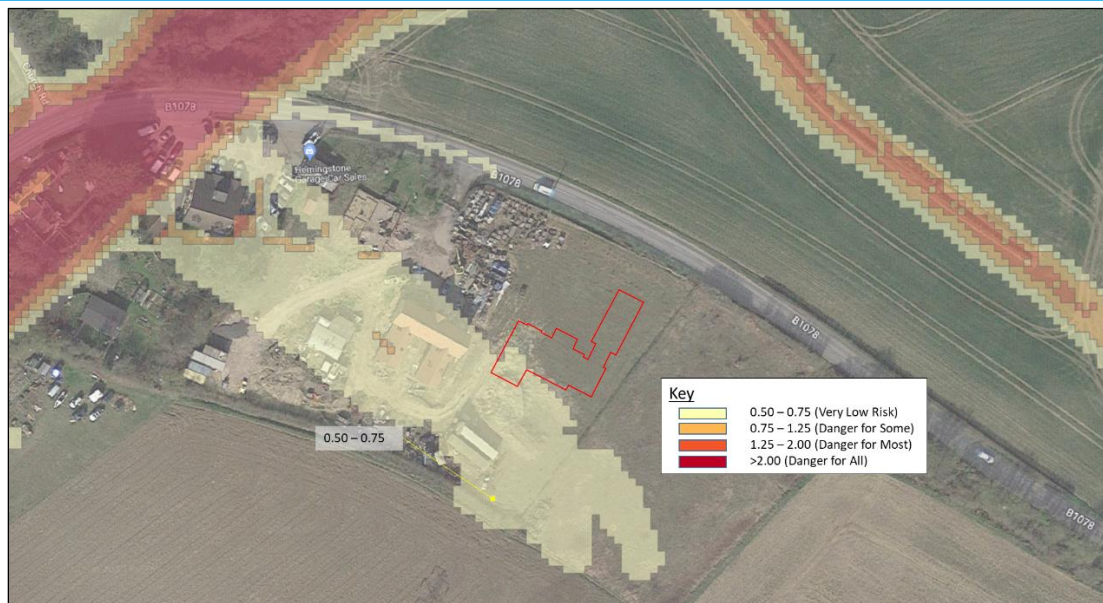 Church Rd
B1078
Hemingstone
Garage Car Sales
B1078
B1078
0.50 – 0.75
Key
0.50 – 0.75 (Very Low Risk)
0.75 – 1.25 (Danger for Some)
1.25 – 2.00 (Danger for Most)
>2.00 (Danger for All)
B1078